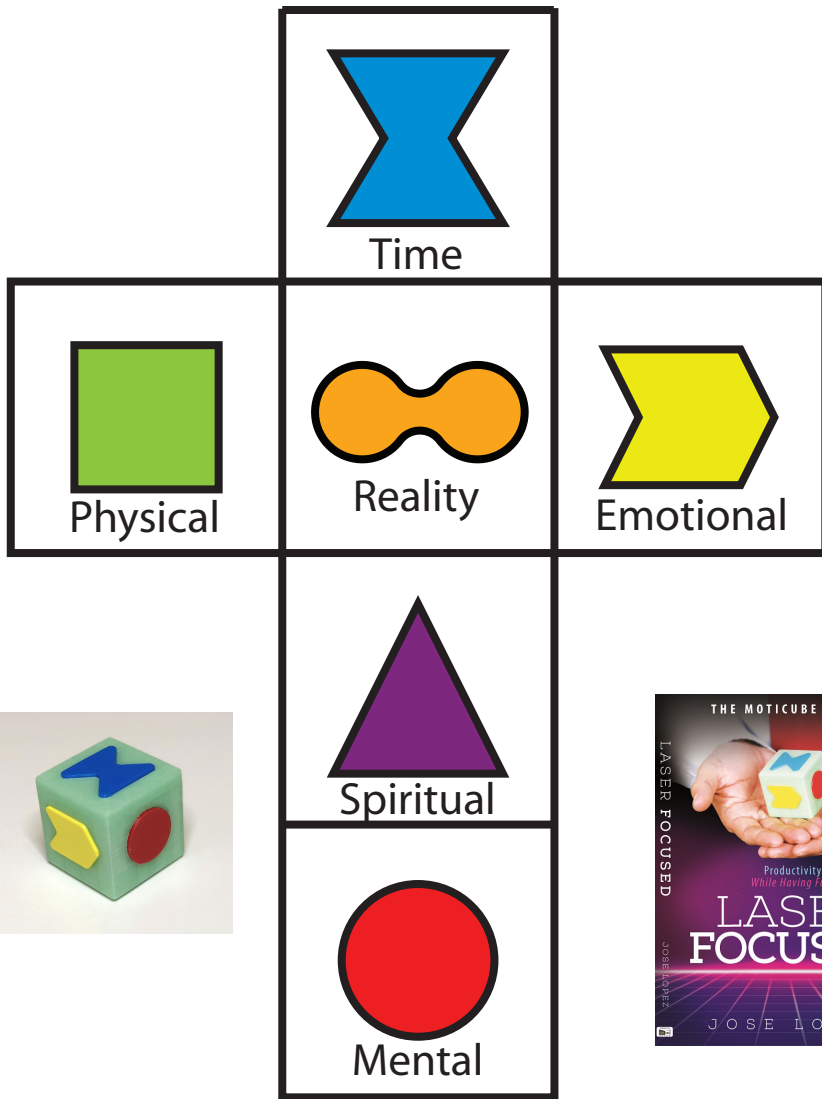 Time
Physical
Reality
Emotional
Spiritual
Mental
THE MOTICUBE
LASER FOCUSED
JOSE LOPEZ
Productivity
While Having
LASE
FOCUS
JOSE LO